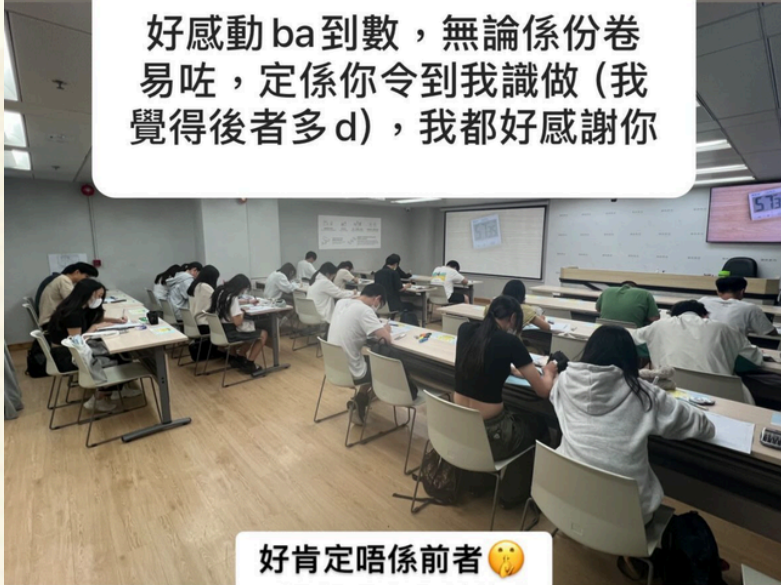 好感動ba到數，無論係份卷
易咗，定係你令到我識做（我
覺得後者多d），我都好感謝你
573
好肯定唔係前者🤫